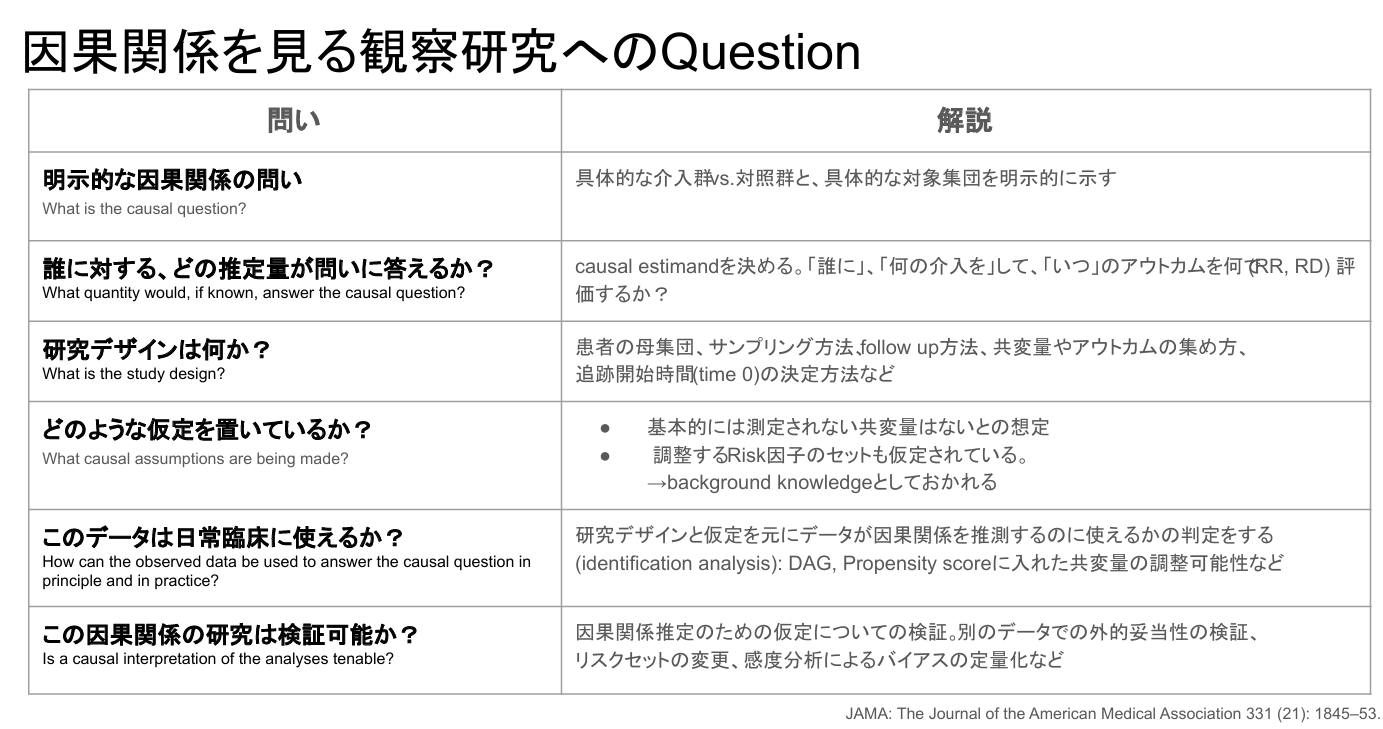 因果関係を見る観察研究へのQuestion
問い
解説
明示的な因果関係の問い
What is the causal question?
具体的な介入群vs.対照群と、具体的な対象集団を明示的に示す
誰に対する、どの推定量が問いに答えるか？
What quantity would, if known, answer the causal question?
causal estimandを決める。「誰に」、「何の介入を」して、「いつ」のアウトカムを何で(RR, RD) 評
価するか？
研究デザインは何か？
What is the study design?
患者の母集団、サンプリング方法、follow up方法、共変量やアウトカムの集め方、
追跡開始時間(time 0)の決定方法など
どのような仮定を置いているか？
What causal assumptions are being made?
● 基本的には測定されない共変量はないとの想定
● 調整するRisk因子のセットも仮定されている。
→background knowledgeとしておかれる
このデータは日常臨床に使えるか？
How can the observed data be used to answer the causal question in
principle and in practice?
研究デザインと仮定を元にデータが因果関係を推測するのに使えるかの判定をする
(identification analysis): DAG, Propensity scoreに入れた共変量の調整可能性など
この因果関係の研究は検証可能か？
Is a causal interpretation of the analyses tenable?
因果関係推定のための仮定についての検証。別のデータでの外的妥当性の検証、
リスクセットの変更、感度分析によるバイアスの定量化など
JAMA: The Journal of the American Medical Association 331 (21): 1845–53.